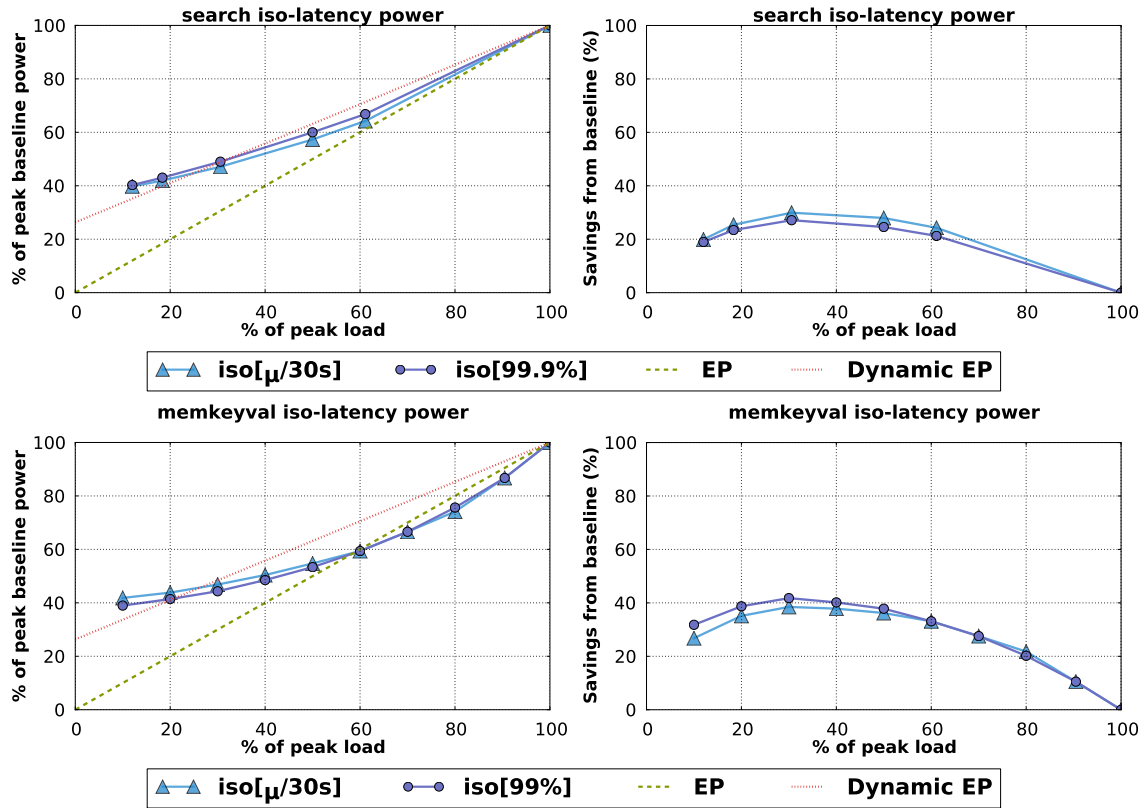 search iso-latency power
% of peak baseline power
100
80
60
40
20
0
0 20 40 60 80 100
% of peak load
search iso-latency power
Savings from baseline (%)
100
80
60
40
20
0
0 20 40 60 80 100
% of peak load
iso[μ/30s] iso[99.9%] EP Dynamic EP
memkeyval iso-latency power
% of peak baseline power
100
80
60
40
20
0
0 20 40 60 80 100
% of peak load
memkeyval iso-latency power
Savings from baseline (%)
100
80
60
40
20
0
0 20 40 60 80 100
% of peak load
iso[μ/30s] iso[99%] EP Dynamic EP